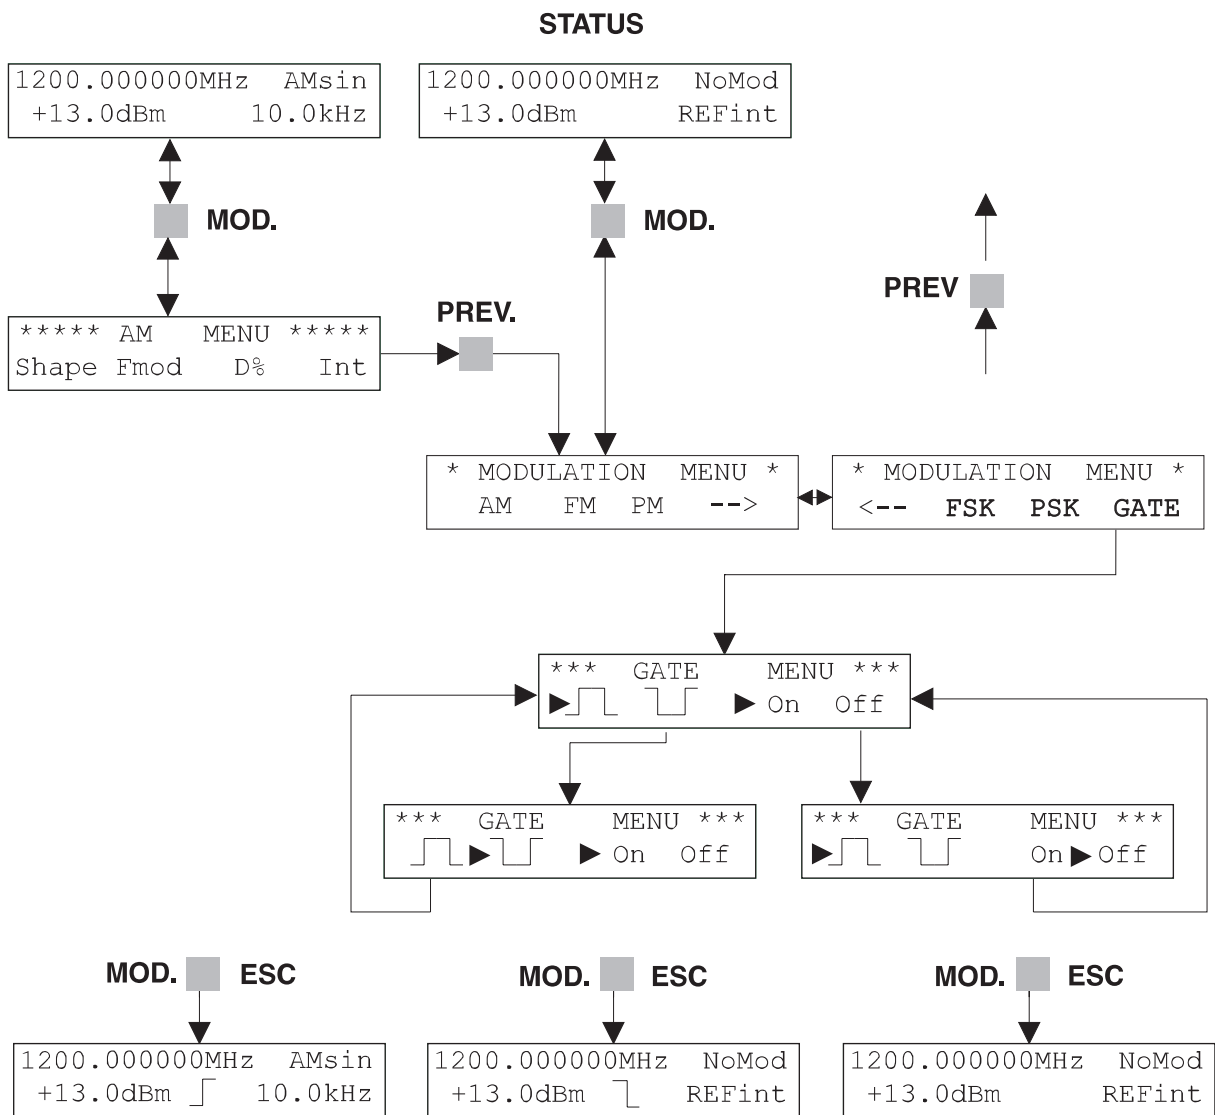 STATUS
1200.000000MHz AMsin
+13.0dBm 10.0kHz
1200.000000MHz NoMod
+13.0dBm REFint
MOD.
MOD.
PREV
PREV.
***** AM MENU *****
Shape Fmod D% Int
* MODULATION MENU *
AM FM PM -->
* MODULATION MENU *
<-- FSK PSK GATE
*** GATE MENU ***
On Off
*** GATE MENU ***
On Off
*** GATE MENU ***
On Off
MOD. ESC
MOD. ESC
MOD. ESC
1200.000000MHz AMsin
+13.0dBm 10.0kHz
1200.000000MHz NoMod
+13.0dBm REFint
1200.000000MHz NoMod
+13.0dBm REFint